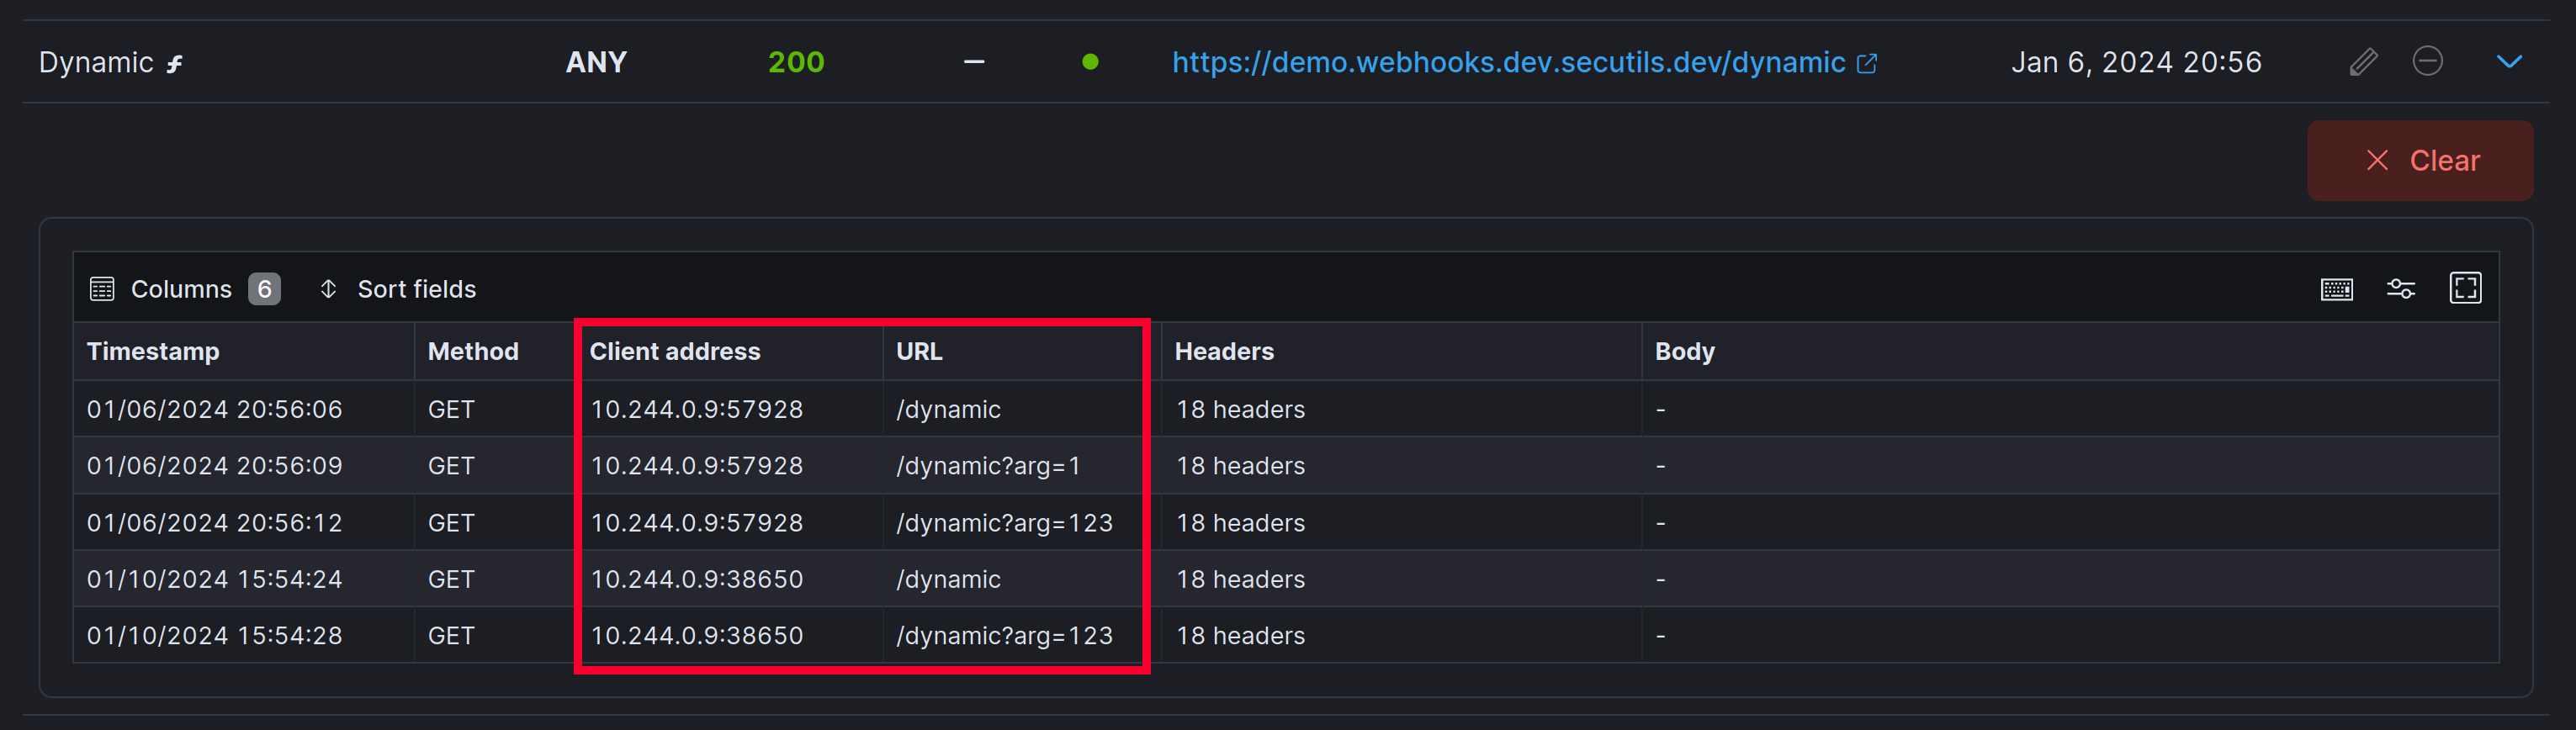 Dynamic ƒ ANY 200 – https://demo.webhooks.dev.secutils.dev/dynamic Jan 6, 2024 20:56
Clear
Columns 6 Sort fields
Timestamp Method Client address URL Headers Body
01/06/2024 20:56:06 GET 10.244.0.9:57928 /dynamic 18 headers -
01/06/2024 20:56:09 GET 10.244.0.9:57928 /dynamic?arg=1 18 headers -
01/06/2024 20:56:12 GET 10.244.0.9:57928 /dynamic?arg=123 18 headers -
01/10/2024 15:54:24 GET 10.244.0.9:38650 /dynamic 18 headers -
01/10/2024 15:54:28 GET 10.244.0.9:38650 /dynamic?arg=123 18 headers -